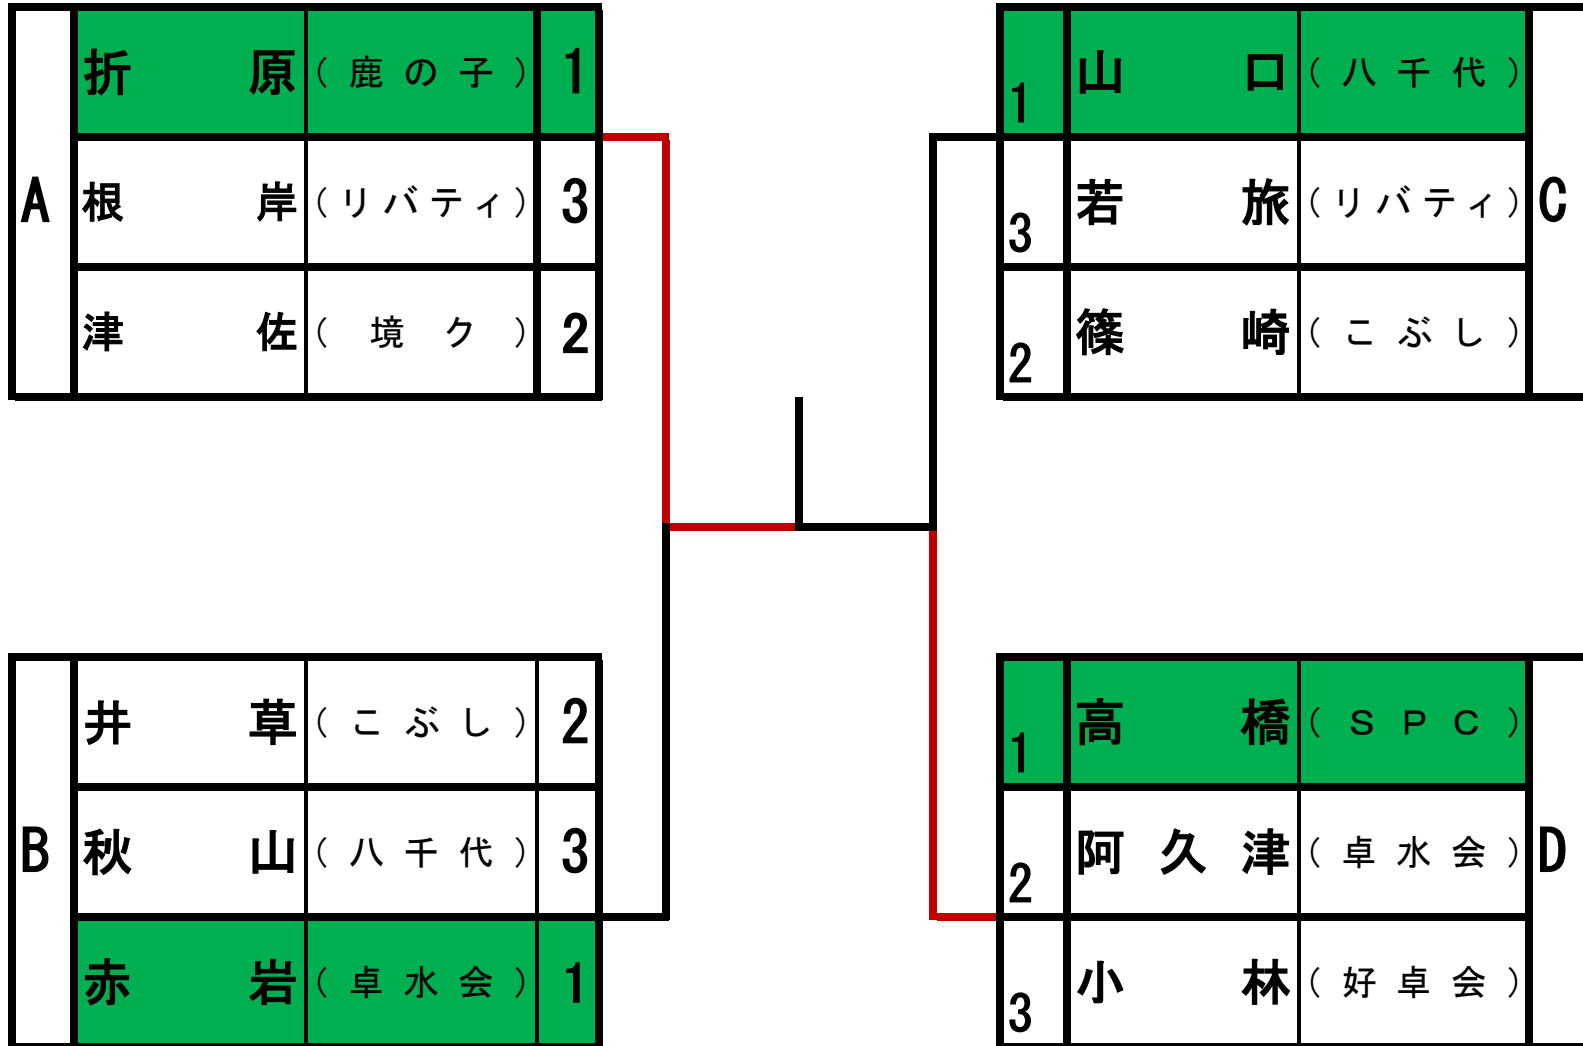 折原（鹿の子）1
A 根岸（リバティ）3
津佐（境ク）2
1 山口（八千代）
3 若旅（リバティ） C
2 篠崎（こぶし）
井草（こぶし）2
B 秋山（八千代）3
赤岩（卓水会）1
1 高橋（ＳＰＣ）
2 阿久津（卓水会） D
3 小林（好卓会）